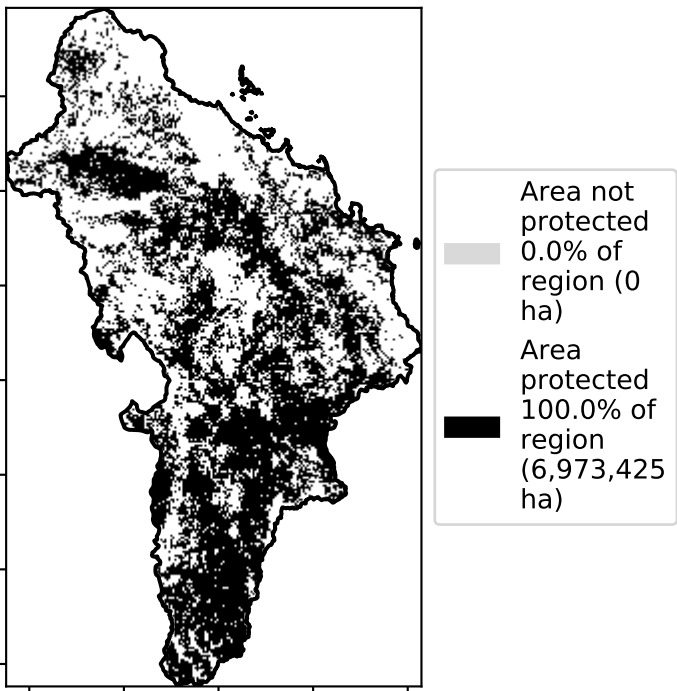 Area not
protected
0.0% of
region (0
ha)
Area
protected
100.0% of
region
(6,973,425
ha)